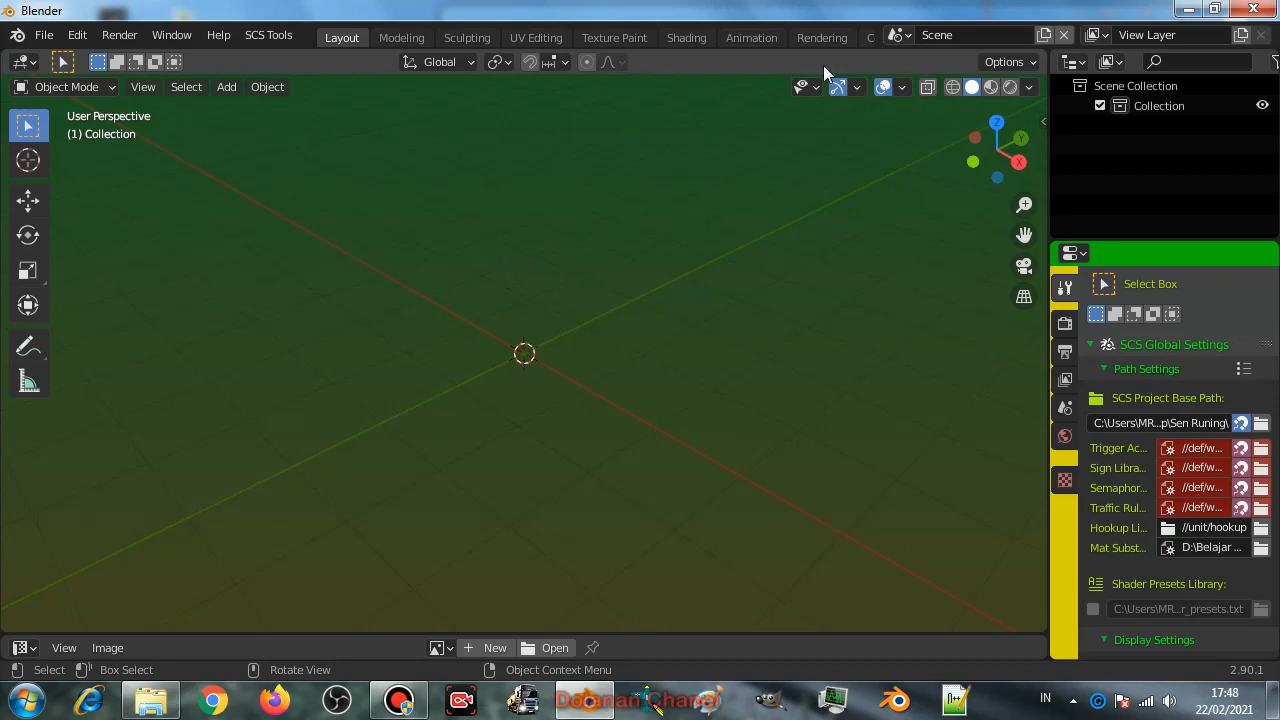 Blender
File Edit Render Window Help SCS Tools Layout Modeling Sculpting UV Editing Texture Paint Shading Animation Rendering C Scene View Layer
Global Options
Object Mode View Select Add Object
User Perspective
(1) Collection
Z
Y
X
Scene Collection
Collection
Select Box
SCS Global Settings
Path Settings
SCS Project Base Path:
C:\Users\MR...p\Sen Runing\
Trigger Ac... //def/w...
Sign Libra... //def/w...
Semaphor... //def/w...
Traffic Rul... //def/w...
Hookup Li... //unit/hookup
Mat Subst... D:\Belajar ...
Shader Presets Library:
C:\Users\MR...r_presets.txt
Display Settings
View Image New Open
Select Box Select Rotate View Object Context Menu 2.90.1
Dolanan Chanel
IN
17:48
22/02/2021